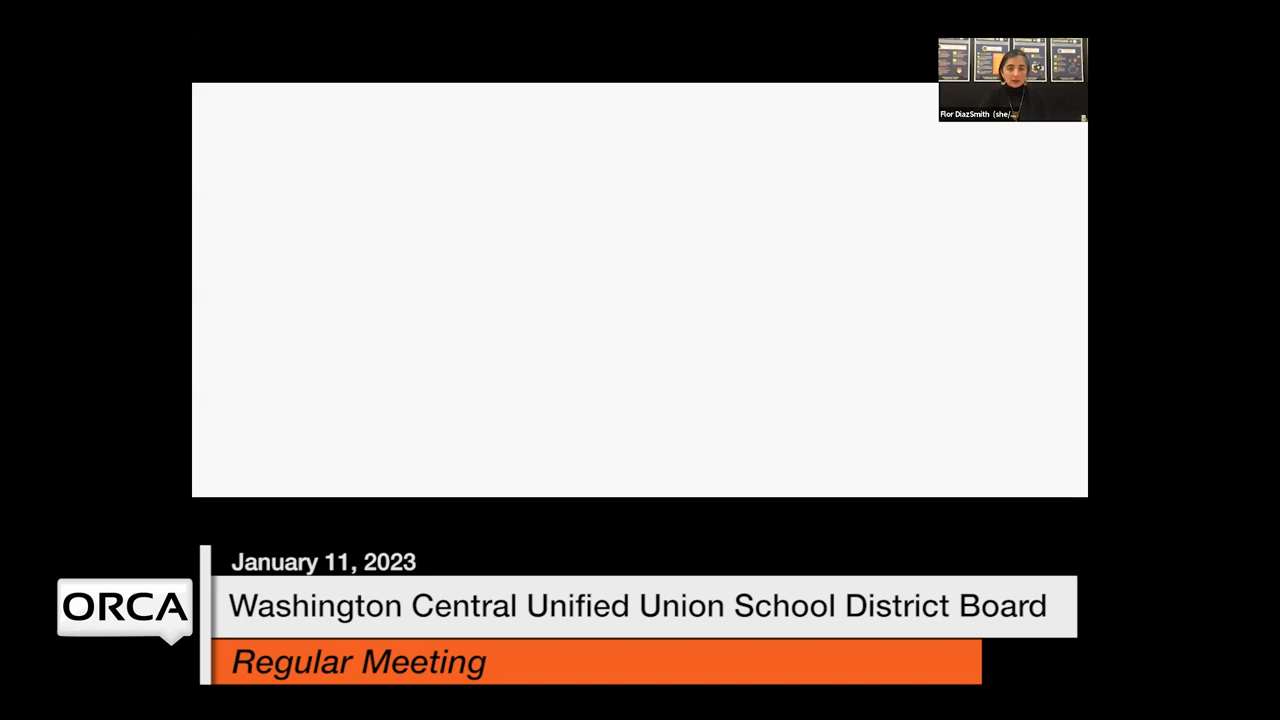 Flor DiazSmith (she/...
January 11, 2023
ORCA
Washington Central Unified Union School District Board
Regular Meeting